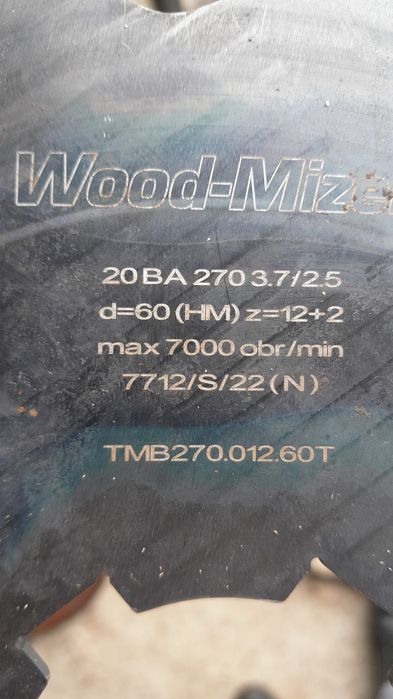 Wood-Mizer
20 BA 270 3.7/2.5
d=60 (HM) z=12+2
max 7000 obr/min
7712/S/22 (N)
TMB270.012.60T